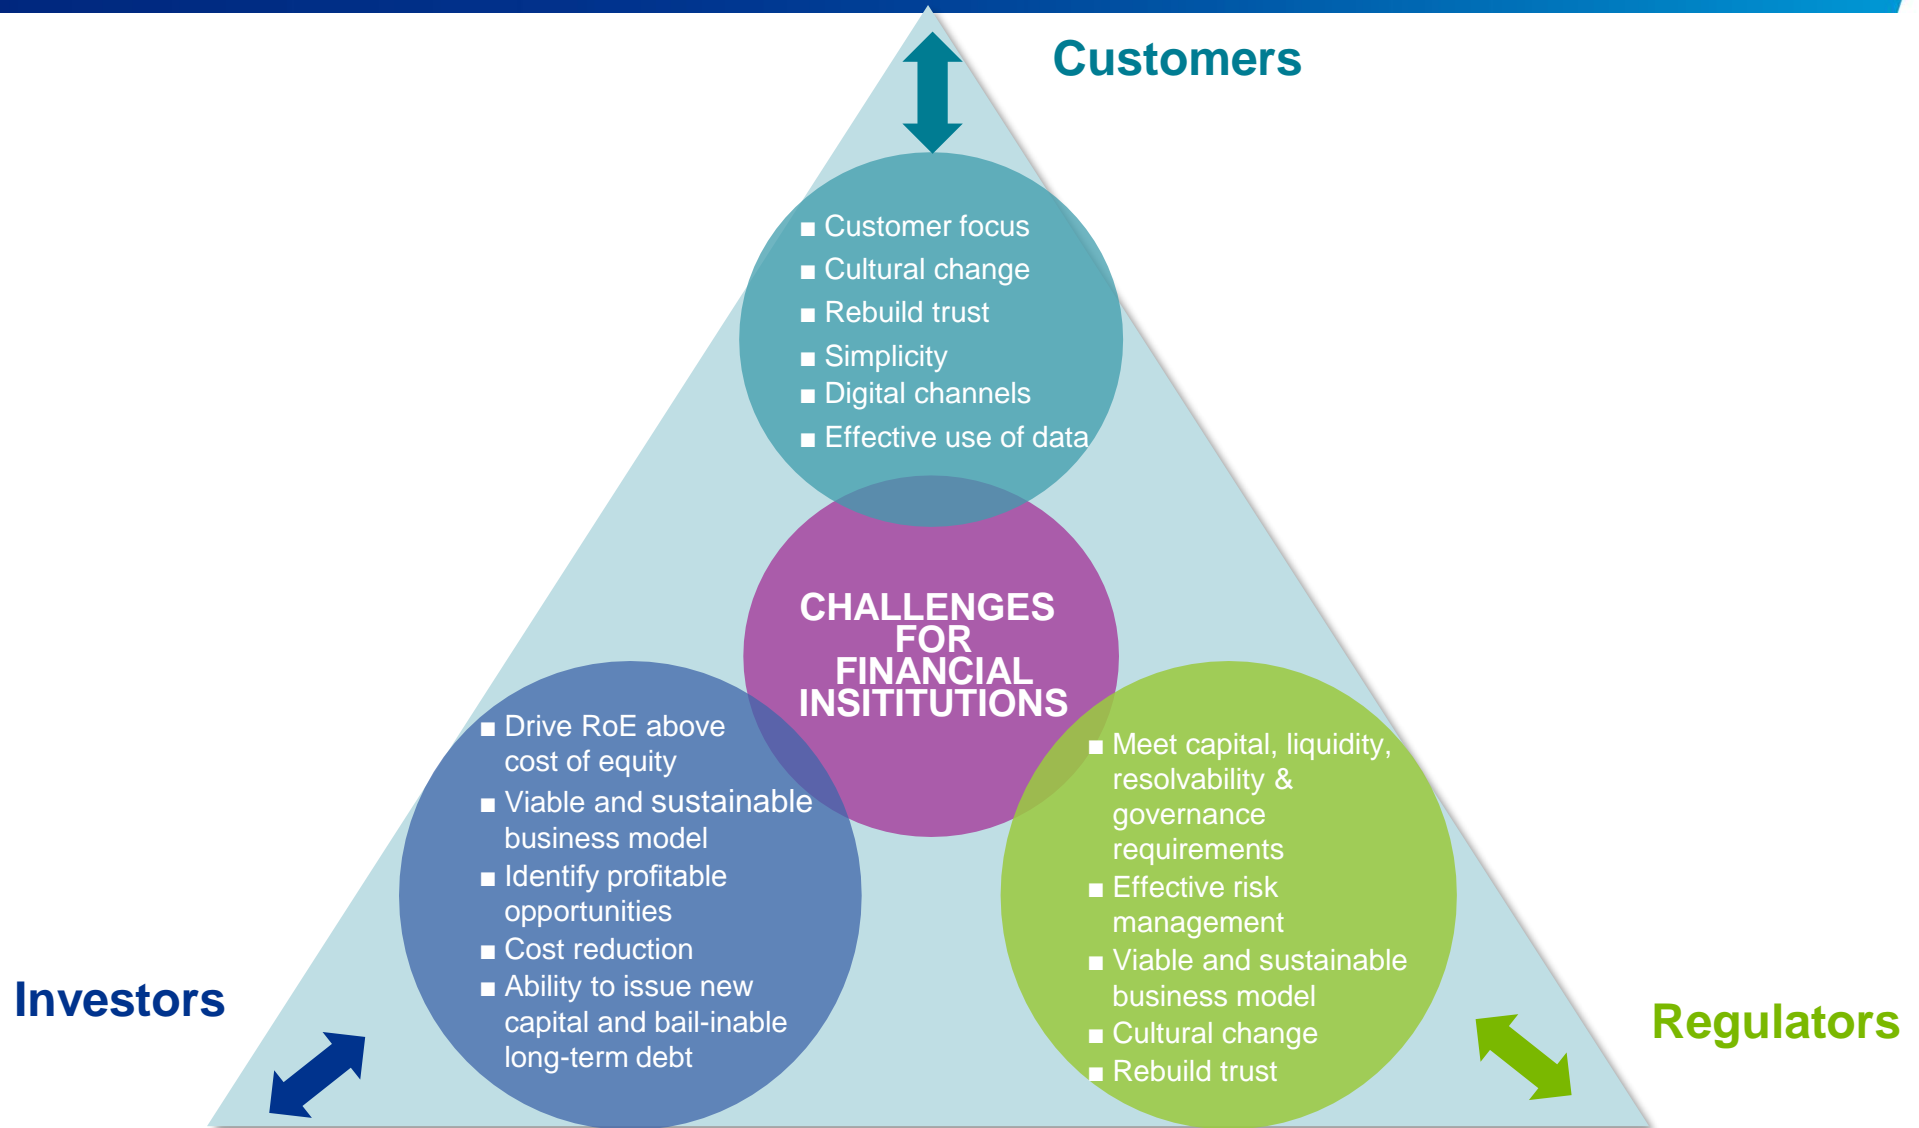 Customers
■ Customer focus
■ Cultural change
■ Rebuild trust
■ Simplicity
■ Digital channels
■ Effective use of data
CHALLENGES
FOR
FINANCIAL
INSITITUTIONS
Investors
■ Drive RoE above
cost of equity
■ Viable and sustainable
business model
■ Identify profitable
opportunities
■ Cost reduction
■ Ability to issue new
capital and bail-inable
long-term debt
Regulators
■ Meet capital, liquidity,
resolvability &
governance
requirements
■ Effective risk
management
■ Viable and sustainable
business model
■ Cultural change
■ Rebuild trust